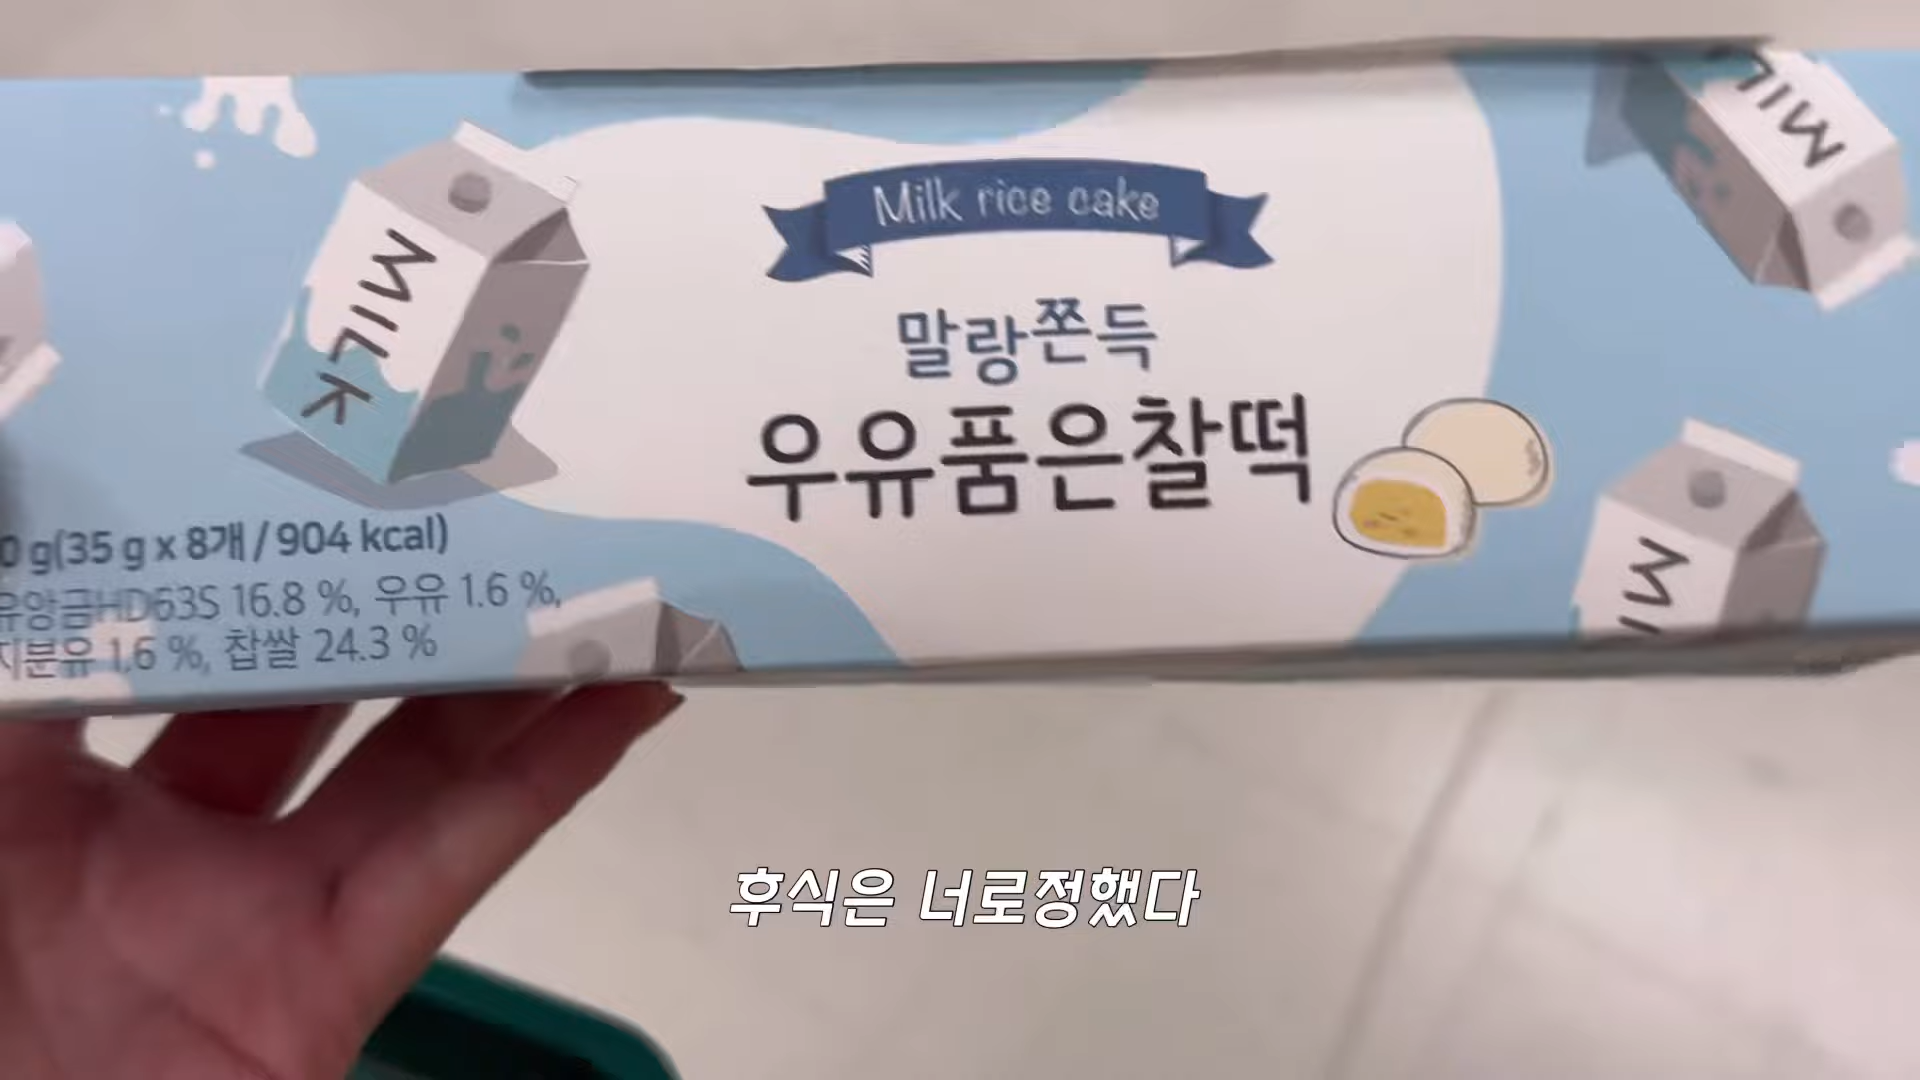 Milk rice cake
말랑쫀득
우유품은찰떡
MILK
MIL
MI
0 g(35 g x 8개 / 904 kcal)
유앙금HD63S 16.8 %, 우유 1.6 %,
지분유 1.6 %, 찹쌀 24.3 %
후식은 너로정했다